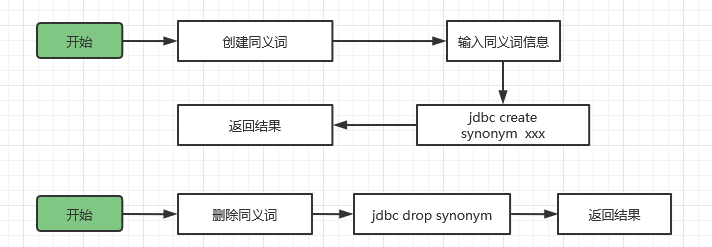 开始
创建同义词
输入同义词信息
jdbc create
synonym xxx
返回结果
开始
删除同义词
jdbc drop synonym
返回结果